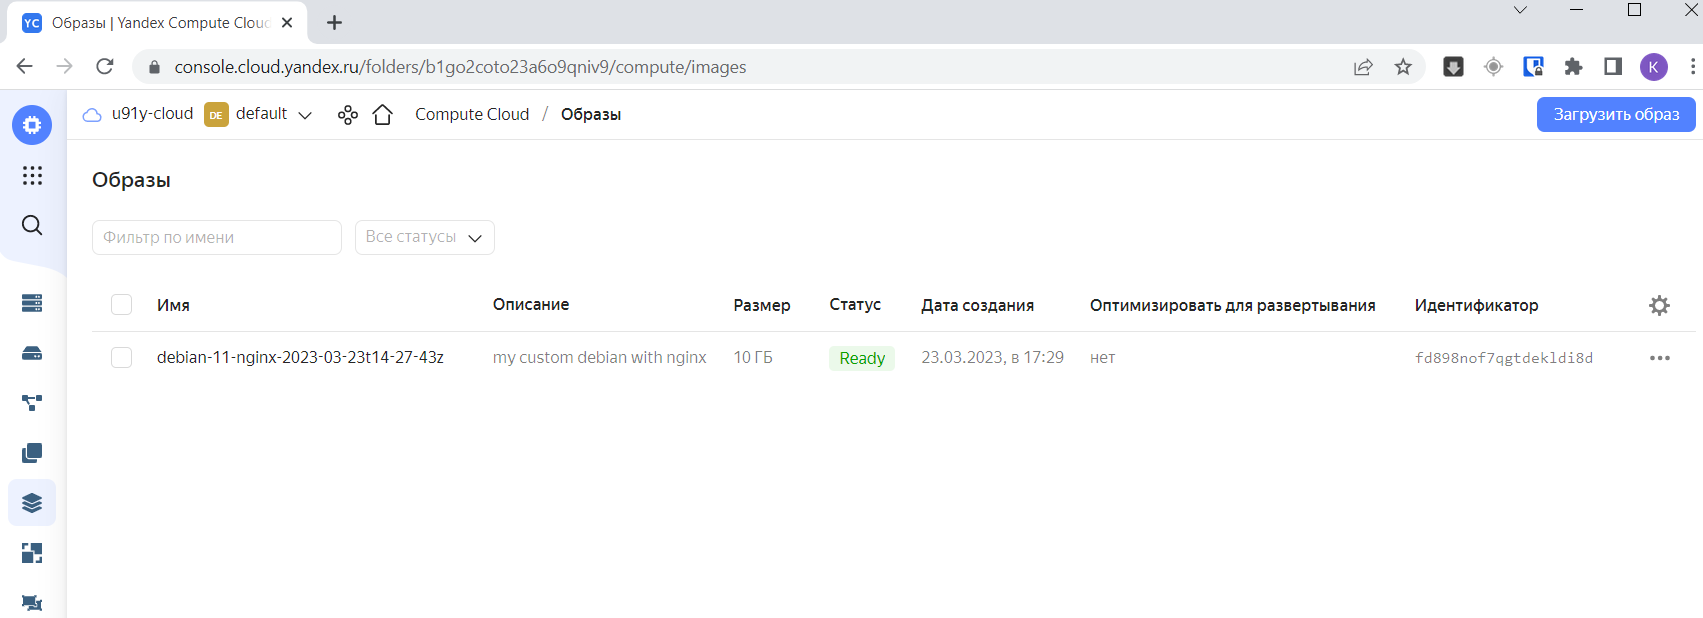 YC Образы | Yandex Compute Cloud
console.cloud.yandex.ru/folders/b1go2coto23a6o9qniv9/compute/images K
u91y-cloud DE default Compute Cloud / Образы Загрузить образ
Образы
Фильтр по имени Все статусы
Имя Описание Размер Статус Дата создания Оптимизировать для развертывания Идентификатор
debian-11-nginx-2023-03-23t14-27-43z my custom debian with nginx 10 ГБ Ready 23.03.2023, в 17:29 нет fd898nof7qgtdekldi8d